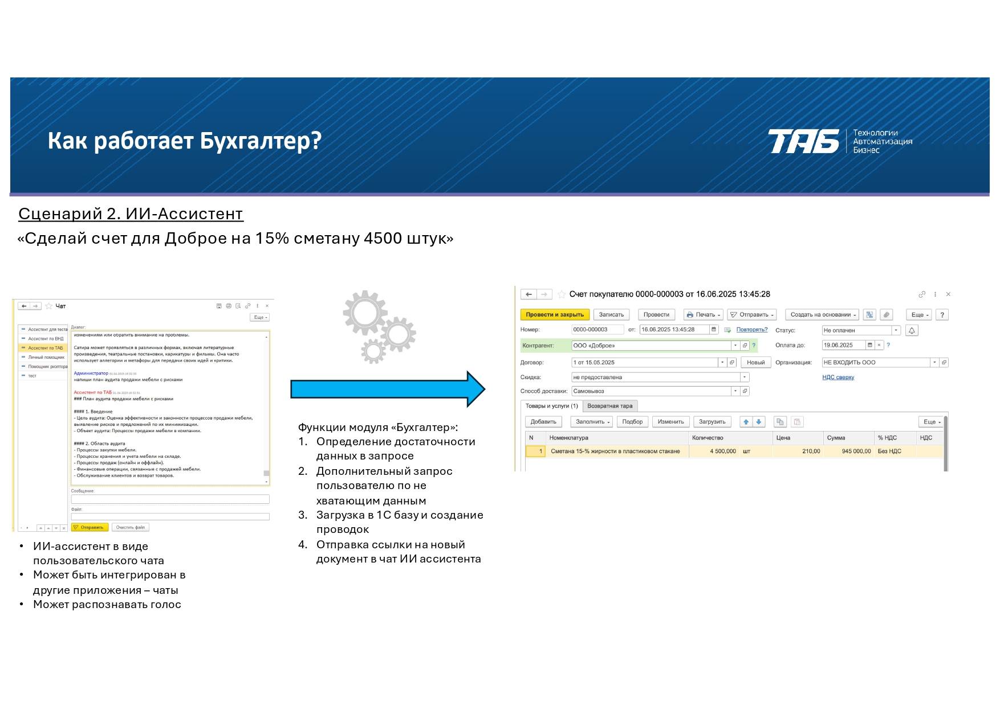 Как работает Бухгалтер?
ТАБ
Технологии
Автоматизация
Бизнес
Сценарий 2. ИИ-Ассистент
«Сделай счет для Доброе на 15% сметану 4500 штук»
Чат
Еще
Ассистент для теста
Ассистент по ВНД
Ассистент по ТАБ
Личный помощник
Помощник риэлтора
тест
Диалог:
изменениям или обратить внимание на проблемы.
Сатира может проявляться в различных формах, включая литературные
произведения, театральные постановки, карикатуры и фильмы. Она часто
использует аллегории и метафоры для передачи своих идей и критики.
Администратор
напиши план аудита продажи мебели с рисками
Ассистент по ТАБ
### План аудита продажи мебели с рисками
#### 1. Введение
- Цель аудита: Оценка эффективности и законности процессов продажи мебели,
выявление рисков и предложений по их минимизации.
- Объект аудита: Процессы продажи мебели в компании.
#### 2. Область аудита
- Процессы закупки мебели.
- Процессы хранения и учета мебели на складе.
- Процессы продаж (онлайн и оффлайн).
- Финансовые операции, связанные с продажей мебели.
- Обслуживание клиентов и возврат товаров.
Сообщение:
Файл:
Отправить Очистить файл
• ИИ-ассистент в виде
пользовательского чата
• Может быть интегрирован в
другие приложения – чаты
• Может распознавать голос
Функции модуля «Бухгалтер»:
1. Определение достаточности
данных в запросе
2. Дополнительный запрос
пользователю по не
хватающим данным
3. Загрузка в 1С базу и создание
проводок
4. Отправка ссылки на новый
документ в чат ИИ ассистента
Счет покупателю 0000-000003 от 16.06.2025 13:45:28
Провести и закрыть Записать Провести Печать Отправить Создать на основании Еще ?
Номер: 0000-000003 от: 16.06.2025 13:45:28 Повторять? Статус: Не оплачен
Контрагент: ООО «Доброе» ? Оплата до: 19.06.2025 ?
Договор: 1 от 15.05.2025 Новый Организация: НЕ ВХОДИТЬ ООО
Скидка: не предоставлена НДС сверху
Способ доставки: Самовывоз
Товары и услуги (1) Возвратная тара
Добавить Заполнить Подбор Изменить Загрузить Еще
N Номенклатура Количество Цена Сумма % НДС НДС
1 Сметана 15-% жирности в пластиковом стакане 4 500,000 шт 210,00 945 000,00 Без НДС